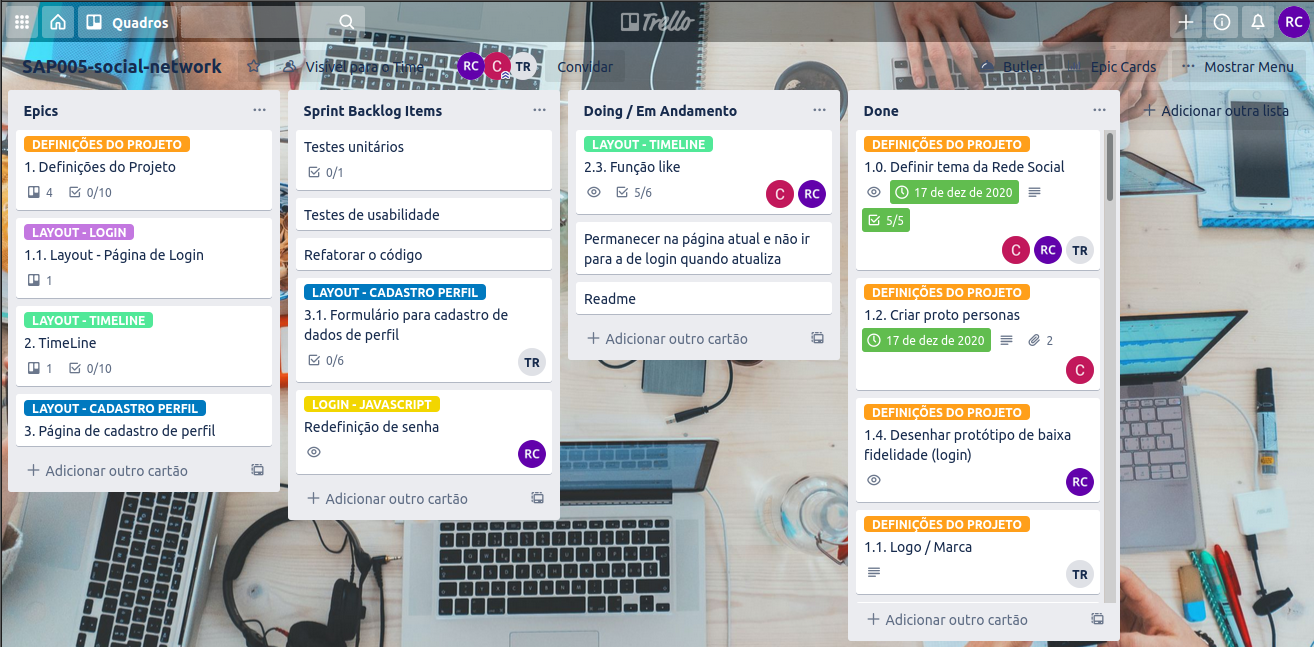 Quadros
Trello
RC
SAP005-social-network
Visível para o Time
RC
C
TR
Convidar
Butler
Epic Cards
Mostrar Menu
Epics
DEFINIÇÕES DO PROJETO
1. Definições do Projeto
4
0/10
LAYOUT - LOGIN
1.1. Layout - Página de Login
1
LAYOUT - TIMELINE
2. TimeLine
1
0/10
LAYOUT - CADASTRO PERFIL
3. Página de cadastro de perfil
+ Adicionar outro cartão
Sprint Backlog Items
Testes unitários
0/1
Testes de usabilidade
Refatorar o código
LAYOUT - CADASTRO PERFIL
3.1. Formulário para cadastro de
dados de perfil
0/6
TR
LOGIN - JAVASCRIPT
Redefinição de senha
RC
+ Adicionar outro cartão
Doing / Em Andamento
LAYOUT - TIMELINE
2.3. Função like
5/6
C
RC
Permanecer na página atual e não ir
para a de login quando atualiza
Readme
+ Adicionar outro cartão
Done
DEFINIÇÕES DO PROJETO
1.0. Definir tema da Rede Social
17 de dez de 2020
5/5
C
RC
TR
DEFINIÇÕES DO PROJETO
1.2. Criar proto personas
17 de dez de 2020
2
C
DEFINIÇÕES DO PROJETO
1.4. Desenhar protótipo de baixa
fidelidade (login)
RC
DEFINIÇÕES DO PROJETO
1.1. Logo / Marca
TR
+ Adicionar outro cartão
+ Adicionar outra lista